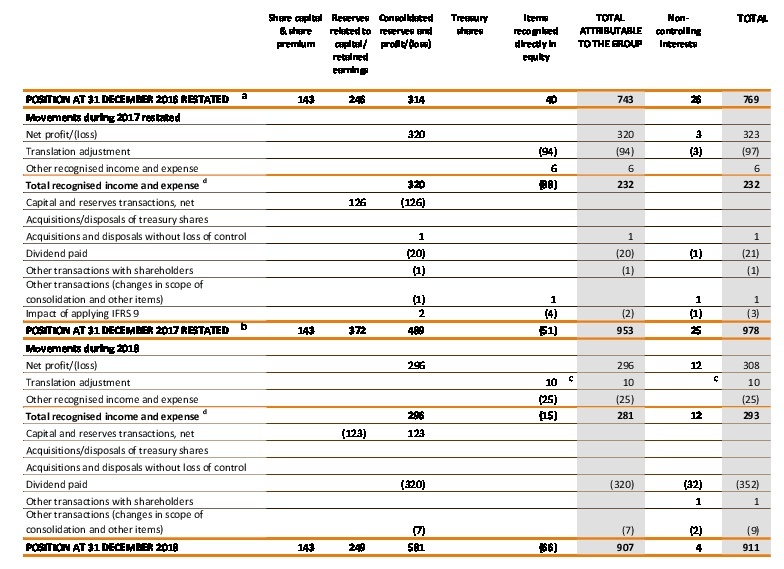 Share capital & share premium Reserves related to capital/ retained earnings Consolidated reserves and profit/(loss) Treasury shares Items recognised directly in equity TOTAL ATTRIBUTABLE TO THE GROUP Non-controlling interests TOTAL
POSITION AT 31 DECEMBER 2016 RESTATED a 143 246 314 40 743 26 769
Movements during 2017 restated
Net profit/(loss) 320 320 3 323
Translation adjustment (94) (94) (3) (97)
Other recognised income and expense 6 6 6
Total recognised income and expense d 320 (88) 232 232
Capital and reserves transactions, net 126 (126)
Acquisitions/disposals of treasury shares
Acquisitions and disposals without loss of control 1 1 1
Dividend paid (20) (20) (1) (21)
Other transactions with shareholders (1) (1) (1)
Other transactions (changes in scope of
consolidation and other items) (1) 1 1 1
Impact of applying IFRS 9 2 (4) (2) (1) (3)
POSITION AT 31 DECEMBER 2017 RESTATED b 143 372 489 (51) 953 25 978
Movements during 2018
Net profit/(loss) 296 296 12 308
Translation adjustment 10 c 10 c 10
Other recognised income and expense (25) (25) (25)
Total recognised income and expense d 296 (15) 281 12 293
Capital and reserves transactions, net (123) 123
Acquisitions/disposals of treasury shares
Acquisitions and disposals without loss of control
Dividend paid (320) (320) (32) (352)
Other transactions with shareholders 1 1
Other transactions (changes in scope of
consolidation and other items) (7) (7) (2) (9)
POSITION AT 31 DECEMBER 2018 143 249 581 (66) 907 4 911